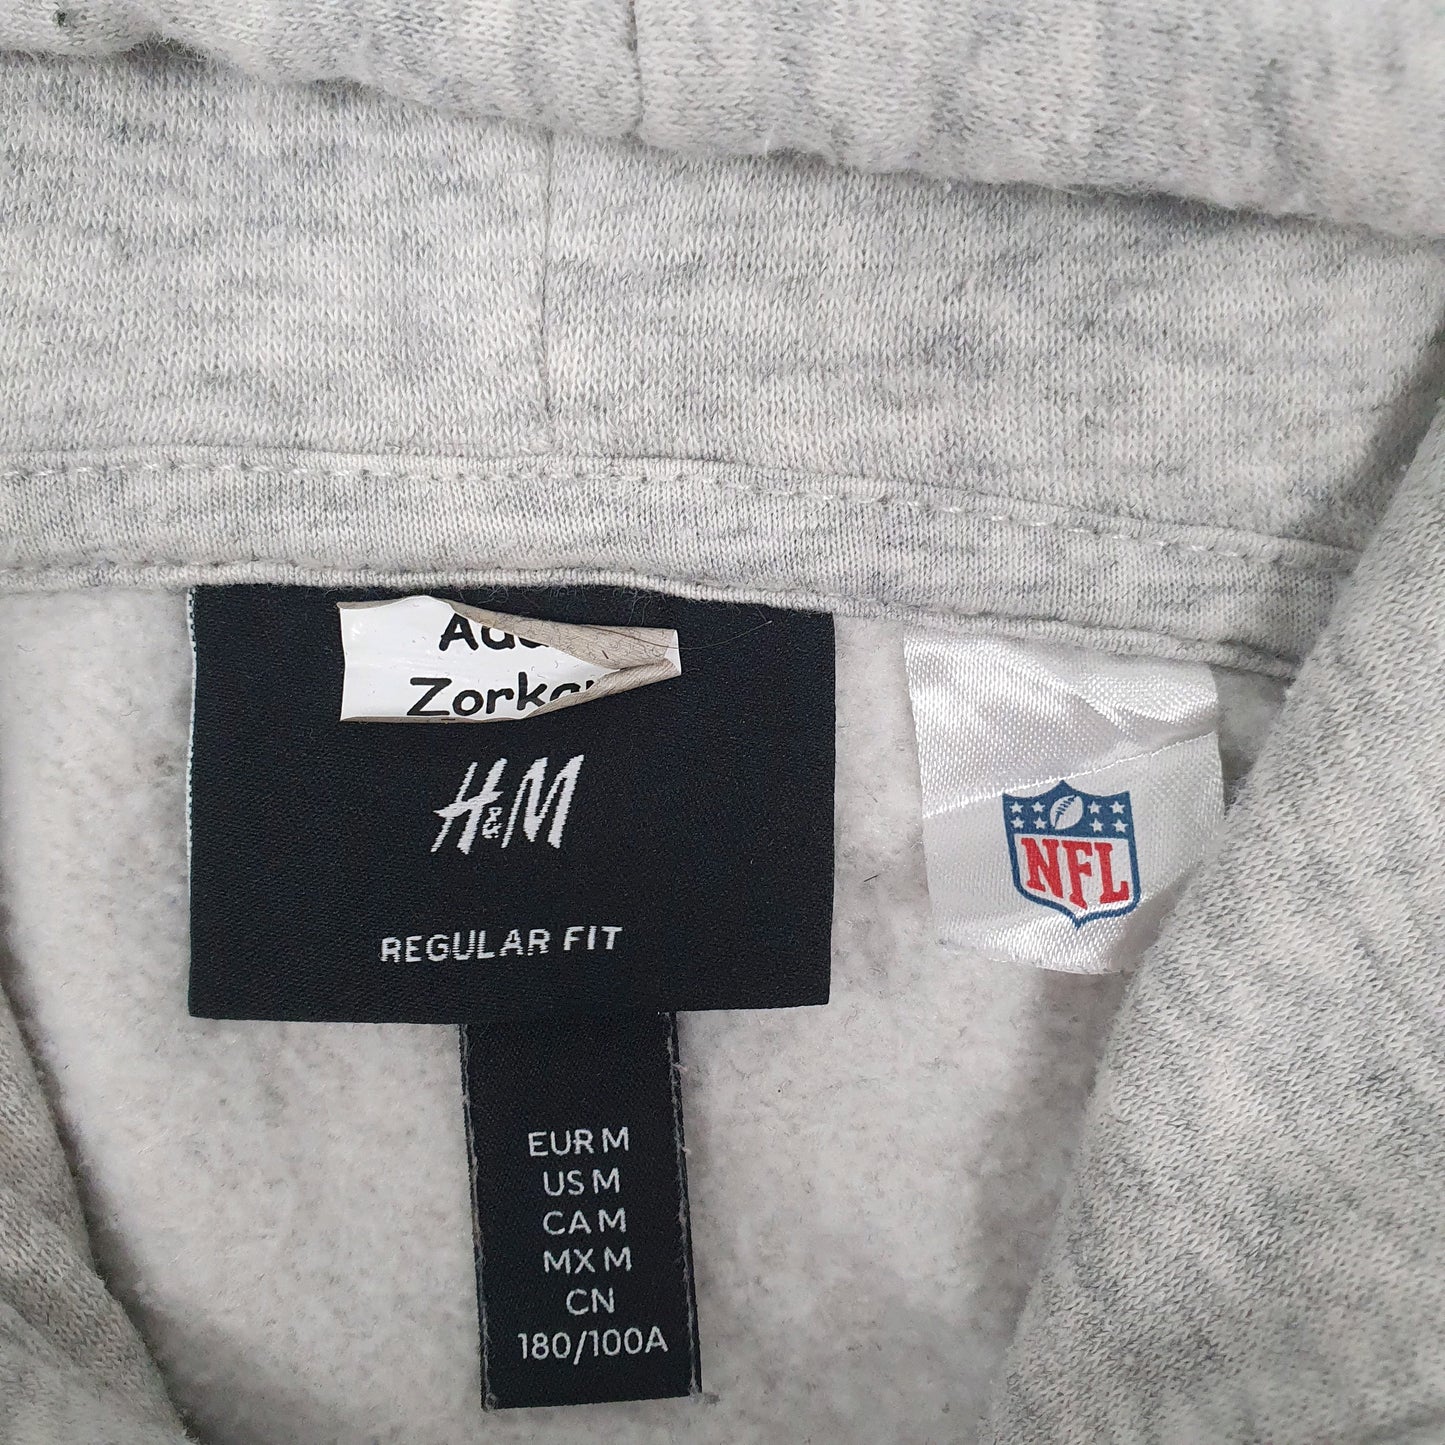 H&M
REGULAR FIT
NFL
EUR M
US M
CA M
MX M
CN
180/100A